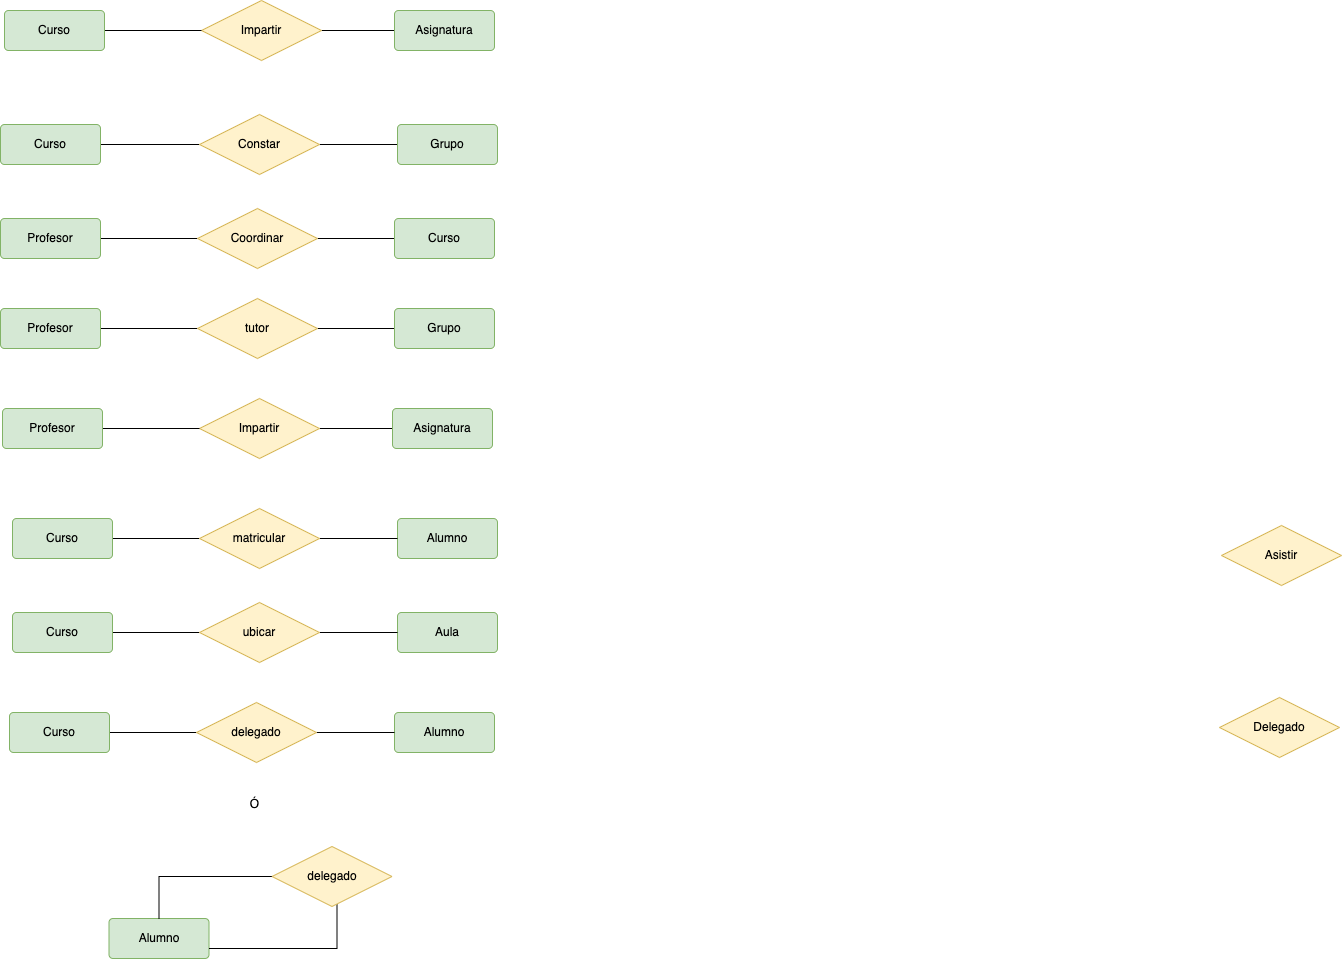 Curso Impartir Asignatura
Curso Constar Grupo
Profesor Coordinar Curso
Profesor tutor Grupo
Profesor Impartir Asignatura
Curso matricular Alumno
Asistir
Curso ubicar Aula
Curso delegado Alumno
Delegado
Ó
delegado
Alumno